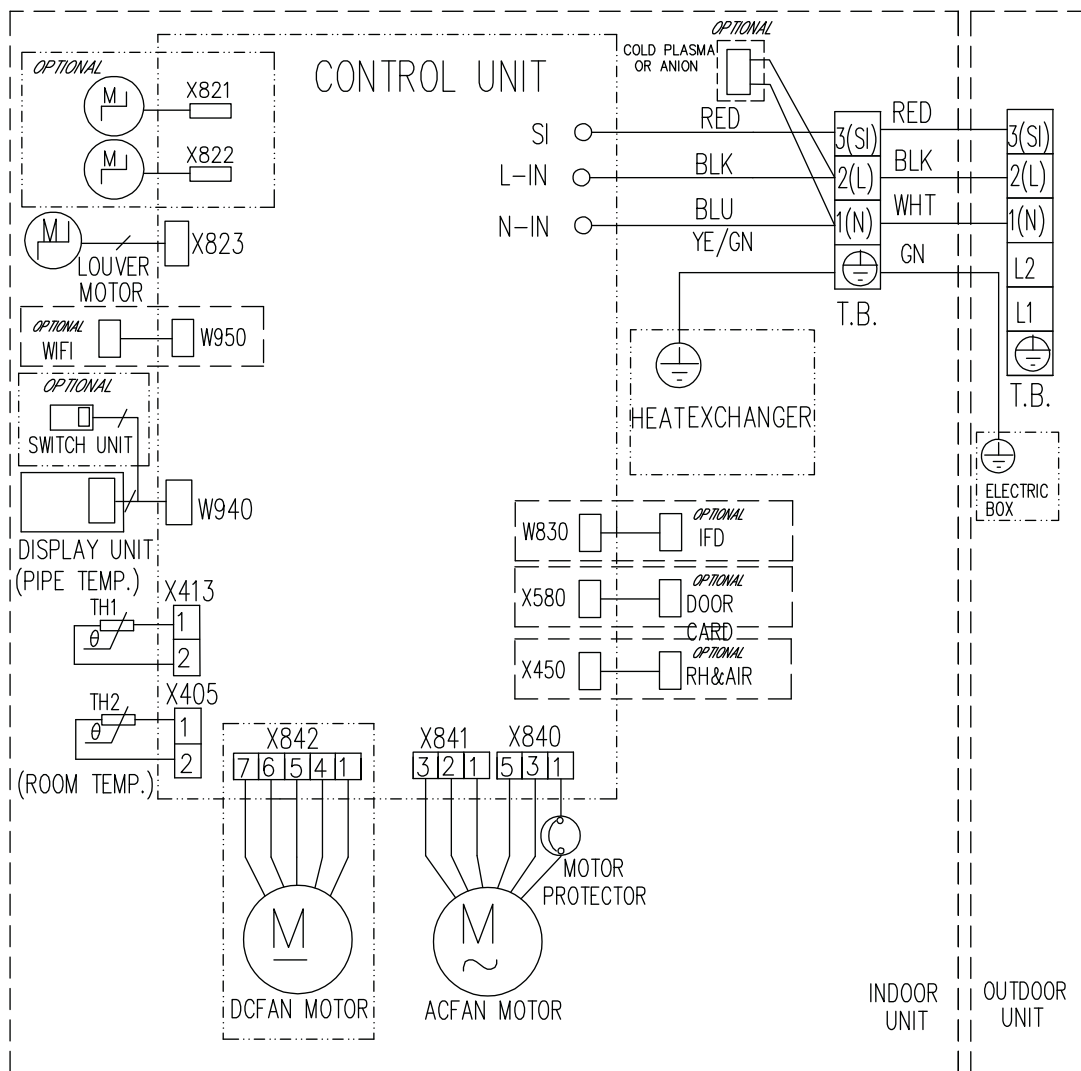 OPTIONAL
M
X821
M
X822
M
LOUVER
MOTOR
X823
OPTIONAL
WIFI
W950
OPTIONAL
SWITCH UNIT
W940
DISPLAY UNIT
(PIPE TEMP.)
TH1
θ
X413
1
2
TH2
θ
X405
1
2
(ROOM TEMP.)
CONTROL UNIT
OPTIONAL
COLD PLASMA
OR ANION
SI
RED
L-IN
BLK
N-IN
BLU
YE/GN
3(SI)
2(L)
1(N)
T.B.
RED
BLK
WHT
GN
3(SI)
2(L)
1(N)
L2
L1
T.B.
HEATEXCHANGER
ELECTRIC
BOX
W830
OPTIONAL
IFD
X580
OPTIONAL
DOOR
CARD
X450
OPTIONAL
RH&AIR
X842
7 6 5 4 1
M
DCFAN MOTOR
X841
3 2 1
X840
5 3 1
MOTOR
PROTECTOR
M
~
ACFAN MOTOR
INDOOR
UNIT
OUTDOOR
UNIT